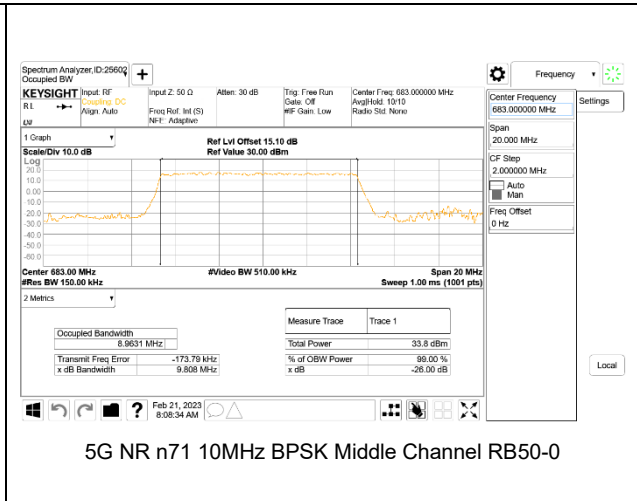 Spectrum Analyzer,ID:25602
Occupied BW
+
Frequency
KEYSIGHT
RL
Input: RF
Coupling: DC
Align: Auto
Input Z: 50 Ω
Freq Ref: Int (S)
NFE: Adaptive
Atten: 30 dB
Trig: Free Run
Gate: Off
#IF Gain: Low
Center Freq: 683.000000 MHz
Avg|Hold: 10/10
Radio Std: None
Center Frequency
683.000000 MHz
Settings
Span
20.000 MHz
CF Step
2.000000 MHz
Auto
Man
Freq Offset
0 Hz
Local
1 Graph
Scale/Div 10.0 dB
Ref Lvl Offset 15.10 dB
Ref Value 30.00 dBm
Log
20.0
10.0
0.00
-10.0
-20.0
-30.0
-40.0
-50.0
-60.0
Center 683.00 MHz
#Video BW 510.00 kHz
Span 20 MHz
#Res BW 150.00 kHz
Sweep 1.00 ms (1001 pts)
2 Metrics
Measure Trace Trace 1
Occupied Bandwidth
8.9631 MHz
Total Power 33.8 dBm
Transmit Freq Error -173.79 kHz
% of OBW Power 99.00 %
x dB Bandwidth 9.808 MHz
x dB -26.00 dB
?
Feb 21, 2023
8:08:34 AM
5G NR n71 10MHz BPSK Middle Channel RB50-0